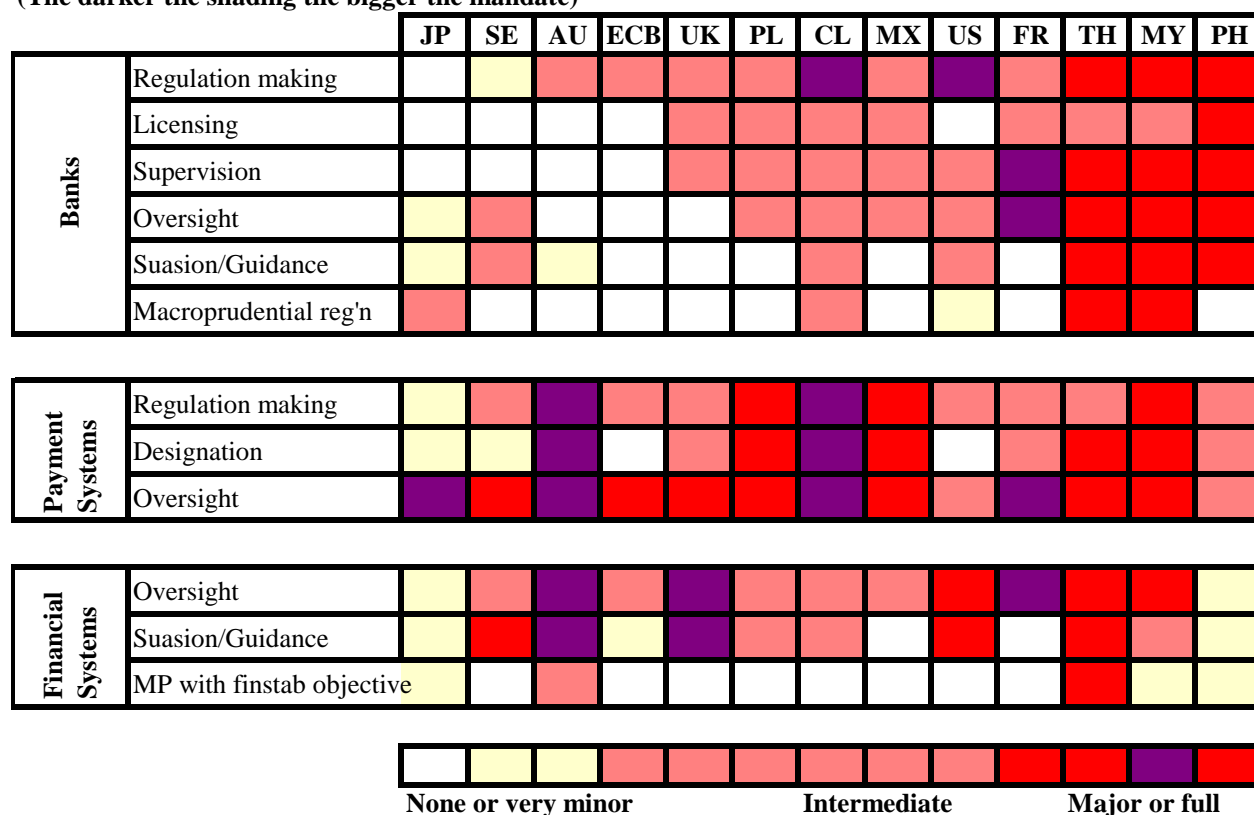 (The darker the shading the bigger the mandate)
JP SE AU ECB UK PL CL MX US FR TH MY PH
Banks
Regulation making
Licensing
Supervision
Oversight
Suasion/Guidance
Macroprudential reg'n
Payment
Systems
Regulation making
Designation
Oversight
Financial
Systems
Oversight
Suasion/Guidance
MP with finstab objective
None or very minor Intermediate Major or full